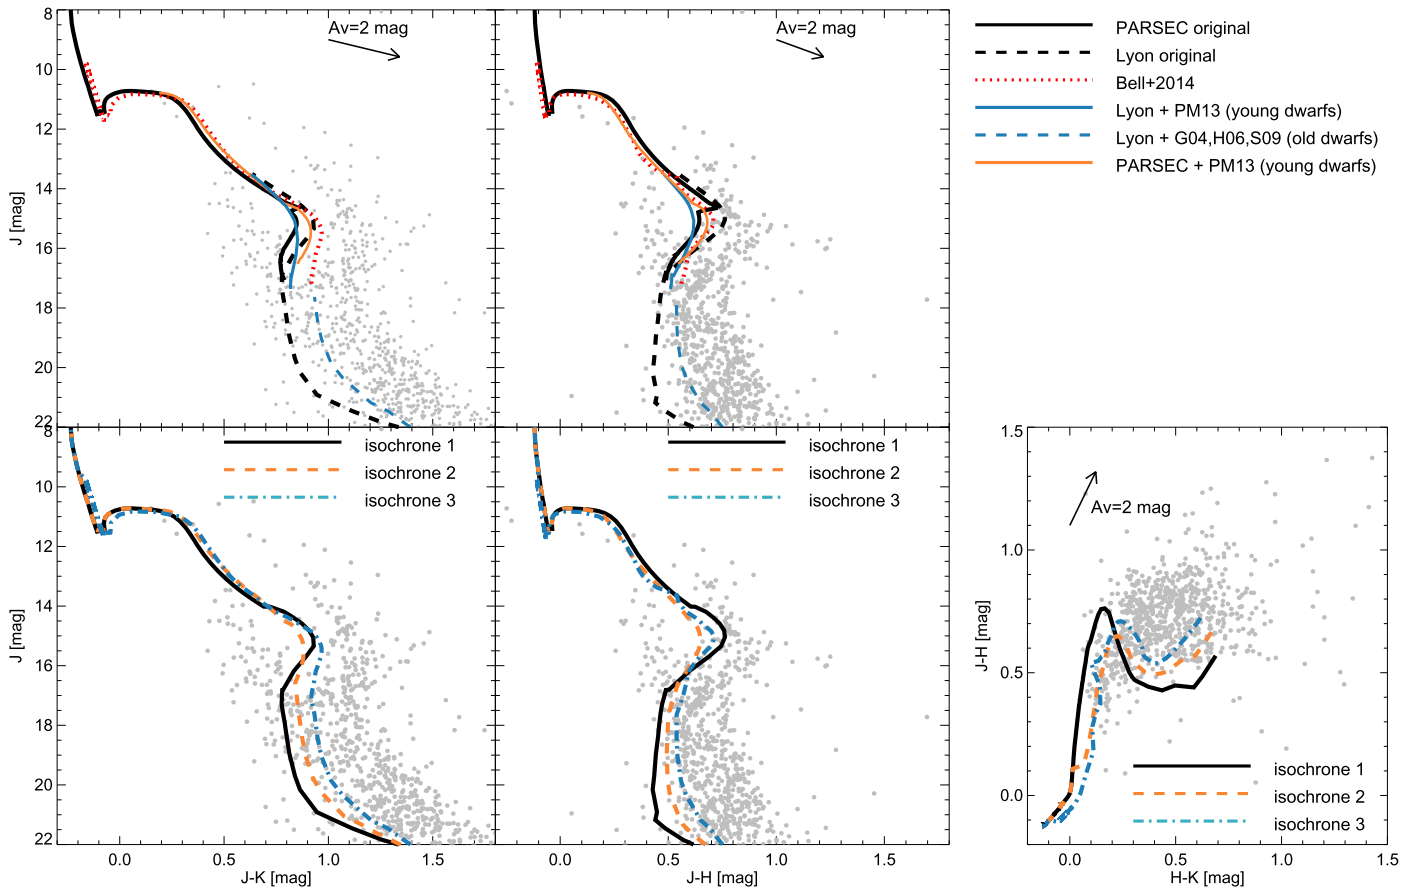 8
10
12
14
16
18
20
22
J [mag]
Av=2 mag
Av=2 mag
PARSEC original
Lyon original
Bell+2014
Lyon + PM13 (young dwarfs)
Lyon + G04,H06,S09 (old dwarfs)
PARSEC + PM13 (young dwarfs)
8
10
12
14
16
18
20
22
J [mag]
isochrone 1
isochrone 2
isochrone 3
0.0 0.5 1.0 1.5
J-K [mag]
isochrone 1
isochrone 2
isochrone 3
0.0 0.5 1.0 1.5
J-H [mag]
1.5
1.0
0.5
0.0
J-H [mag]
Av=2 mag
isochrone 1
isochrone 2
isochrone 3
0.0 0.5 1.0 1.5
H-K [mag]